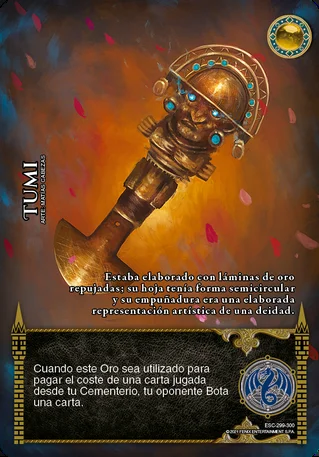 TUMI
ARTE: MATIAS CABEZAS
Estaba elaborado con láminas de oro
repujadas; su hoja tenía forma semicircular
y su empuñadura era una elaborada
representación artística de una deidad.
Cuando este Oro sea utilizado para
pagar el coste de una carta jugada
desde tu Cementerio, tu oponente Bota
una carta.
ESC-299-300
©2021 FENIX ENTERTAINMENT S.P.A.